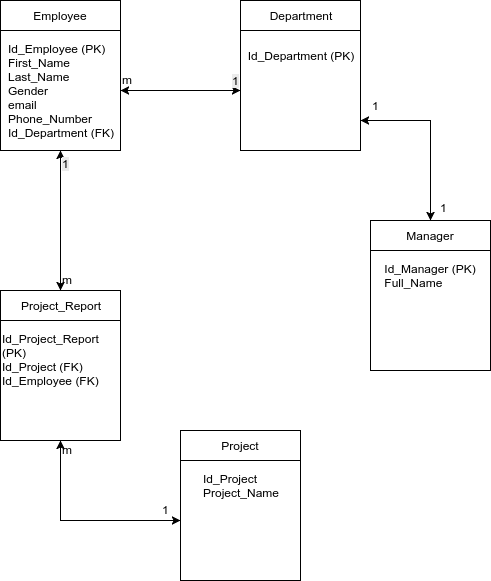 Employee
Id_Employee (PK)
First_Name
Last_Name
Gender
email
Phone_Number
Id_Department (FK)
m
1
Department
Id_Department (PK)
1
1
Manager
Id_Manager (PK)
Full_Name
1
m
Project_Report
Id_Project_Report
(PK)
Id_Project (FK)
Id_Employee (FK)
m
1
Project
Id_Project
Project_Name